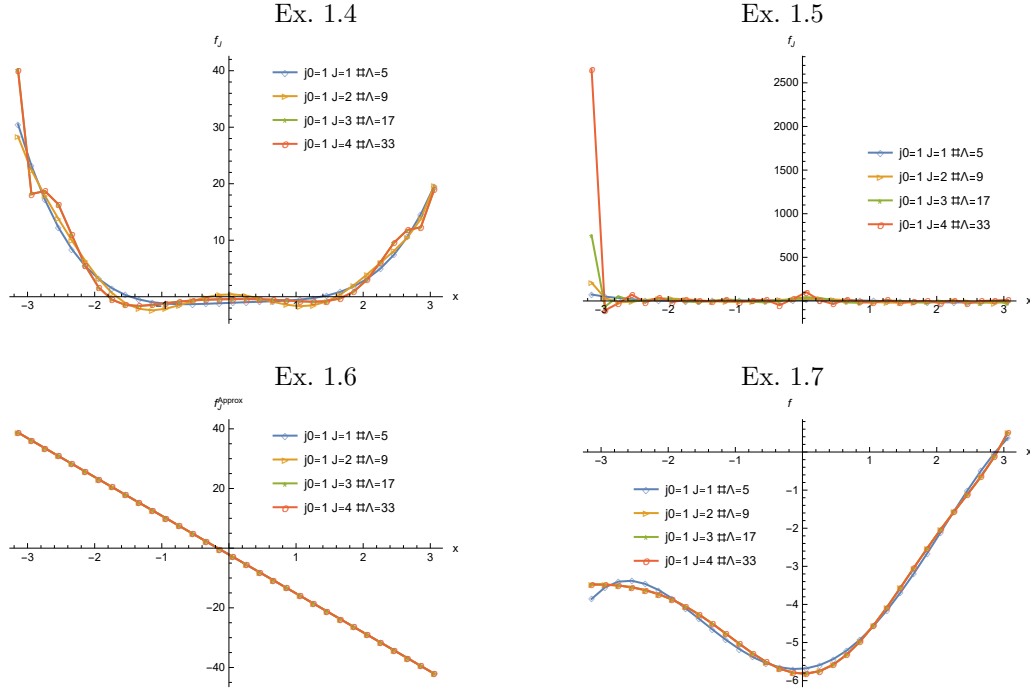 Ex. 1.4
f_J
j0=1 J=1 ⌗Λ=5
j0=1 J=2 ⌗Λ=9
j0=1 J=3 ⌗Λ=17
j0=1 J=4 ⌗Λ=33
40
30
20
10
-3 -2 -1 0 1 2 3 x
Ex. 1.5
f_J
2500
2000
1500
1000
500
j0=1 J=1 ⌗Λ=5
j0=1 J=2 ⌗Λ=9
j0=1 J=3 ⌗Λ=17
j0=1 J=4 ⌗Λ=33
-3 -2 -1 1 2 3 x
Ex. 1.6
f_J^Approx
40
20
j0=1 J=1 ⌗Λ=5
j0=1 J=2 ⌗Λ=9
j0=1 J=3 ⌗Λ=17
j0=1 J=4 ⌗Λ=33
-3 -2 -1 1 2 3 x
-20
-40
Ex. 1.7
f
-3 -2 -1 1 2 3 x
j0=1 J=1 ⌗Λ=5
j0=1 J=2 ⌗Λ=9
j0=1 J=3 ⌗Λ=17
j0=1 J=4 ⌗Λ=33
-1
-2
-3
-4
-5
-6